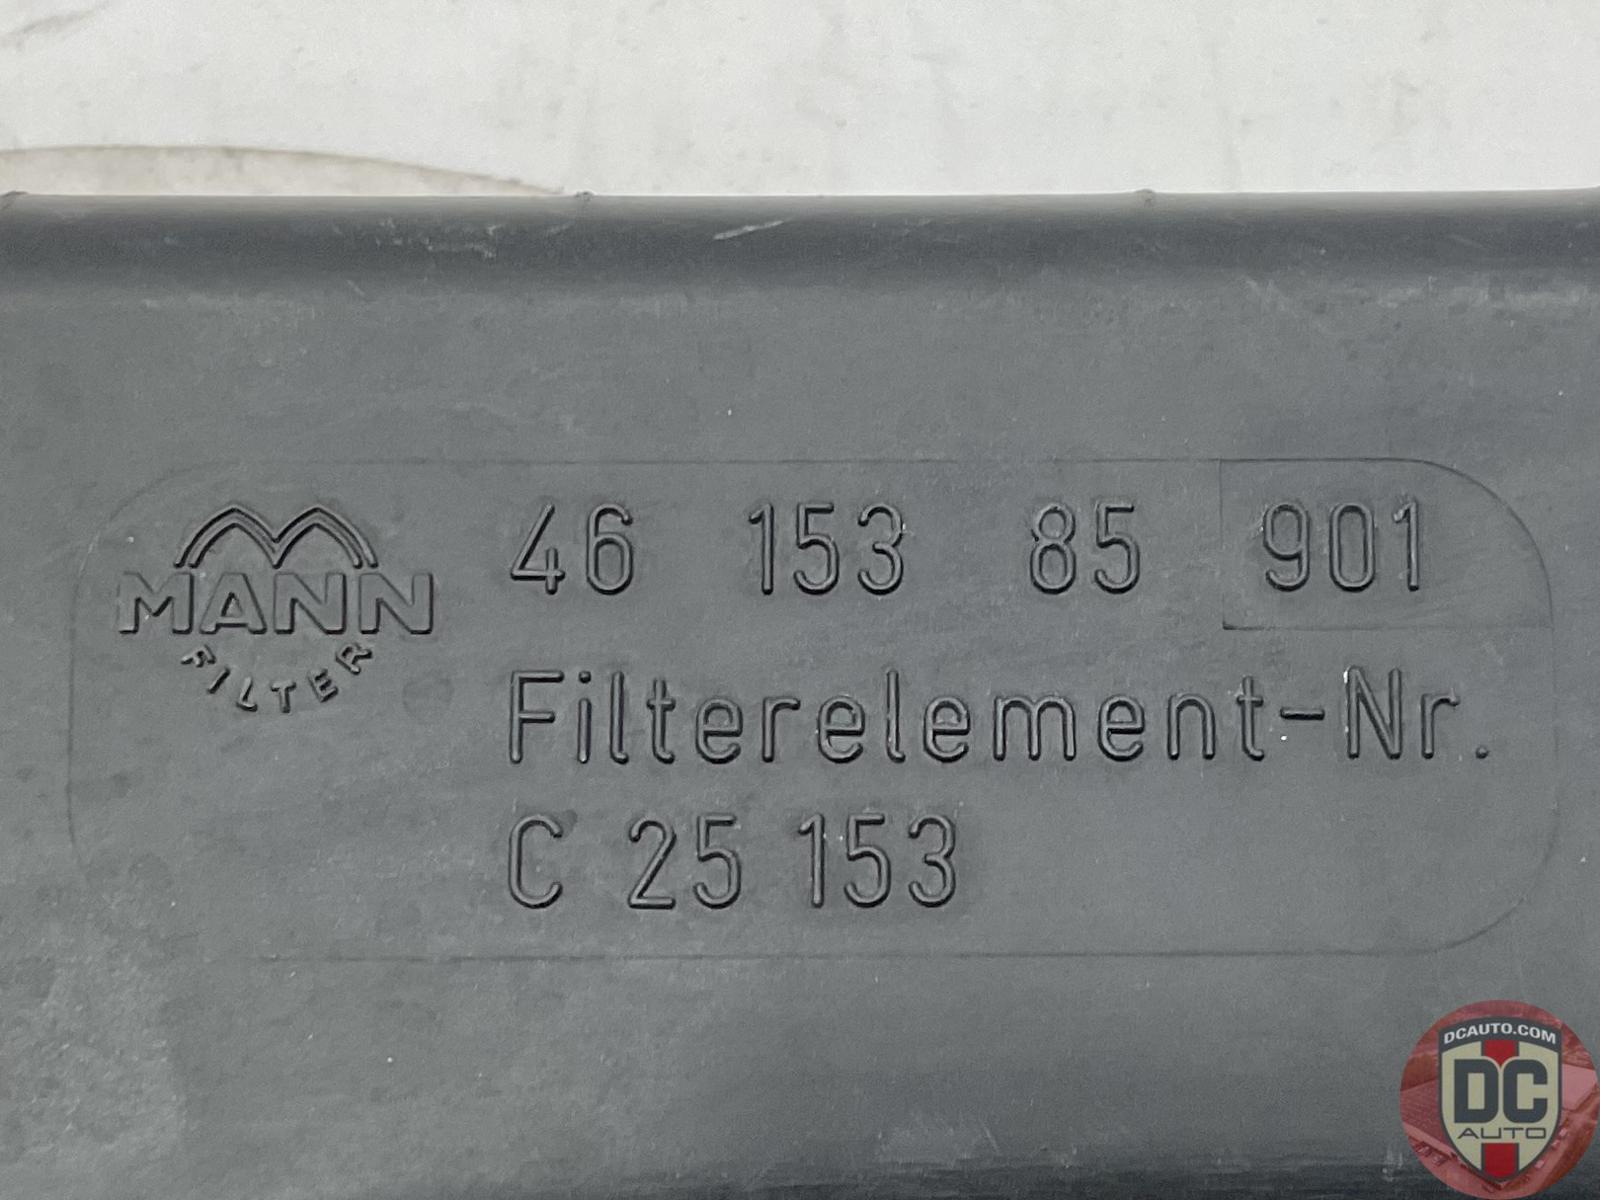 MANN
FILTER
46 153 85 901
Filterelement-Nr.
C 25 153
DCAUTO.COM
DC
AUTO